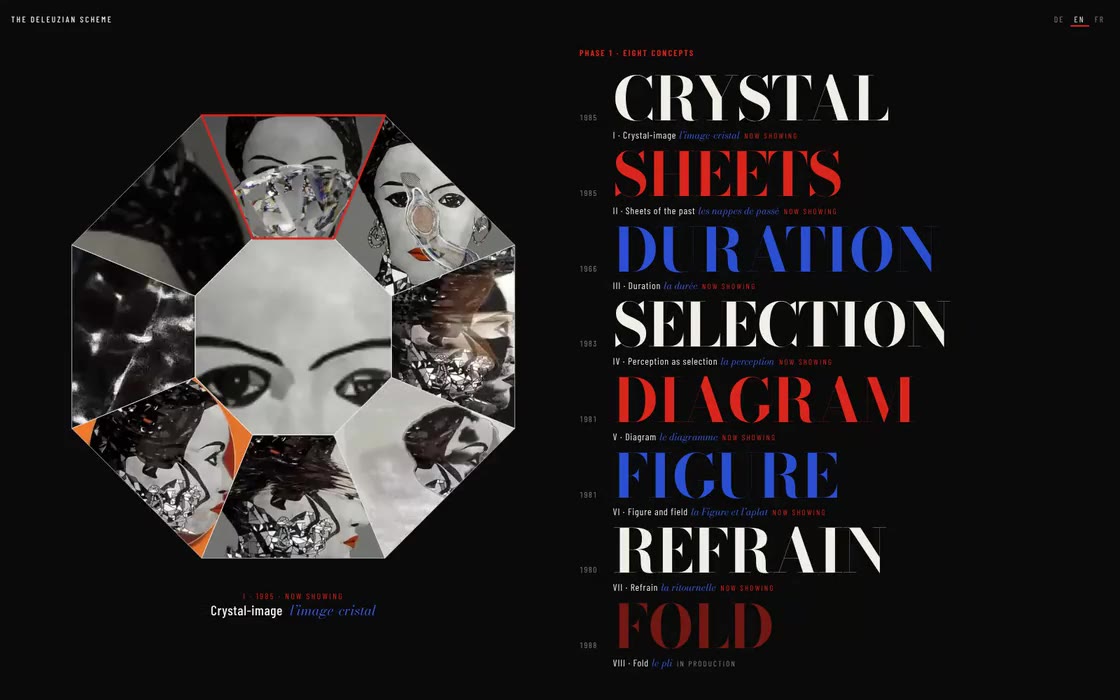 THE DELEUZIAN SCHEME
DE EN FR
PHASE 1 · EIGHT CONCEPTS
1985 CRYSTAL
I · Crystal-image l'image-cristal NOW SHOWING
1985 SHEETS
II · Sheets of the past les nappes de passé NOW SHOWING
1966 DURATION
III · Duration la durée NOW SHOWING
1983 SELECTION
IV · Perception as selection la perception NOW SHOWING
1981 DIAGRAM
V · Diagram le diagramme NOW SHOWING
1981 FIGURE
VI · Figure and field la Figure et l'aplat NOW SHOWING
1980 REFRAIN
VII · Refrain la ritournelle NOW SHOWING
1988 FOLD
VIII · Fold le pli IN PRODUCTION
I · 1985 · NOW SHOWING
Crystal-image l'image-cristal